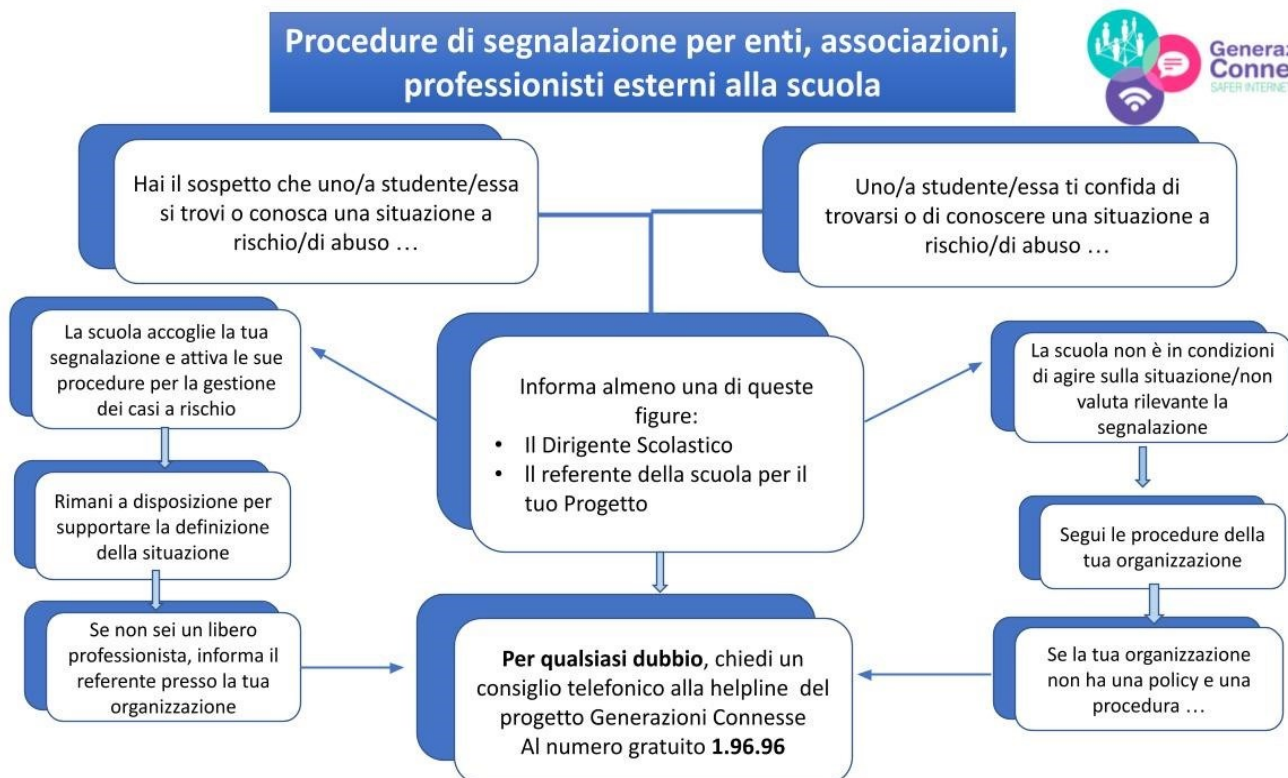 Procedure di segnalazione per enti, associazioni,
professionisti esterni alla scuola
Generaz
Conne
SAFER INTERNET
Hai il sospetto che uno/a studente/essa
si trovi o conosca una situazione a
rischio/di abuso …
Uno/a studente/essa ti confida di
trovarsi o di conoscere una situazione a
rischio/di abuso …
La scuola accoglie la tua
segnalazione e attiva le sue
procedure per la gestione
dei casi a rischio
Informa almeno una di queste
figure:
• Il Dirigente Scolastico
• Il referente della scuola per il
tuo Progetto
La scuola non è in condizioni
di agire sulla situazione/non
valuta rilevante la
segnalazione
Rimani a disposizione per
supportare la definizione
della situazione
Segui le procedure della
tua organizzazione
Se non sei un libero
professionista, informa il
referente presso la tua
organizzazione
Per qualsiasi dubbio, chiedi un
consiglio telefonico alla helpline del
progetto Generazioni Connesse
Al numero gratuito 1.96.96
Se la tua organizzazione
non ha una policy e una
procedura …